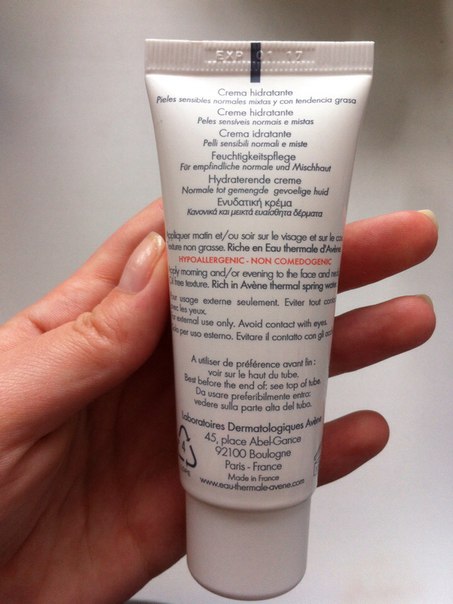 EXP 01 17
Crema hidratante
Pieles sensibles normales mixtas y con tendencia grasa
Creme hidratante
Peles sensíveis normais e mistas
Crema idratante
Pelli sensibili normali e miste
Feuchtigkeitspflege
Für empfindliche normale und Mischhaut
Hydraterende creme
Normale tot gemengde gevoelige huid
Ενυδατική κρέμα
Κανονικά και μεικτά ευαίσθητα δέρματα
Appliquer matin et/ou soir sur le visage et sur le
texture non grasse. Riche en Eau thermale d'Avène
HYPOALLERGENIC - NON COMEDOGENIC
Apply morning and/or evening to the face and
free texture. Rich in Avène thermal spring water
usage externe seulement. Eviter tout
avec les yeux.
external use only. Avoid contact with eyes.
Solo per uso esterno. Evitare il contatto con gli
A utiliser de préférence avant fin :
voir sur le haut du tube.
Best before the end of: see top of tube.
Da usare preferibilmente entro:
vedere sulla parte alta del tubo.
Laboratoires Dermatologiques Avène
45, place Abel-Gance
92100 Boulogne
Paris - France
Made in France
www.eau-thermale-avene.com